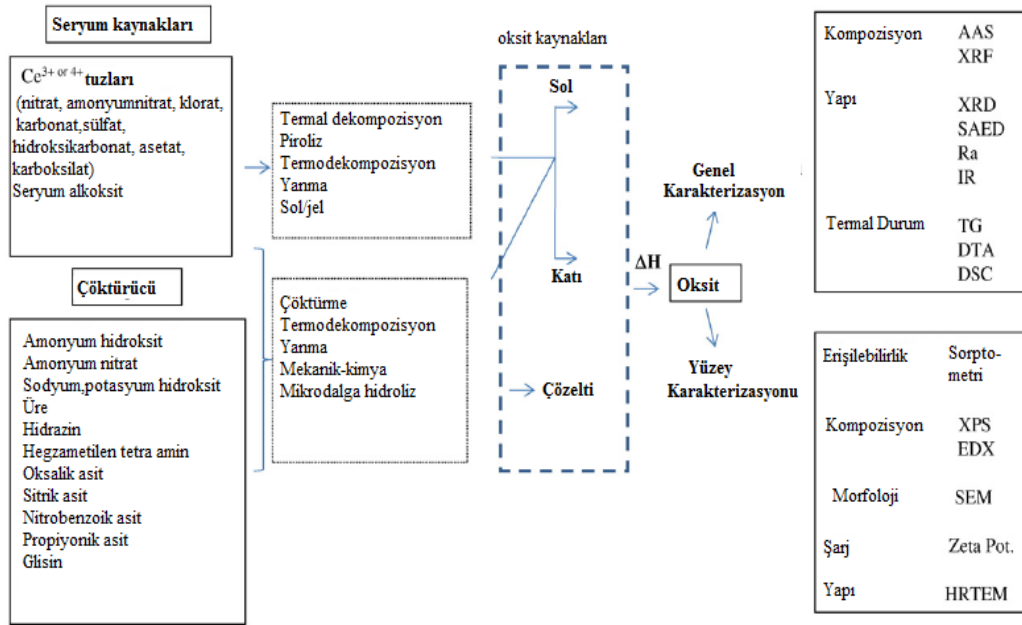 Seryum kaynakları
Ce3+ or 4+ tuzları
(nitrat, amonyumnitrat, klorat,
karbonat,sülfat,
hidroksikarbonat, asetat,
karboksilat)
Seryum alkoksit
Çöktürücü
Amonyum hidroksit
Amonyum nitrat
Sodyum,potasyum hidroksit
Üre
Hidrazin
Hegzametilen tetra amin
Oksalik asit
Sitrik asit
Nitrobenzoik asit
Propiyonik asit
Glisin
Termal dekompozisyon
Piroliz
Termodekompozisyon
Yanma
Sol/jel
Çöktürme
Termodekompozisyon
Yanma
Mekanik-kimya
Mikrodalga hidroliz
oksit kaynakları
Sol
Katı
Çözelti
ΔH
Genel
Karakterizasyon
Oksit
Yüzey
Karakterizasyonu
Kompozisyon AAS
XRF
Yapı XRD
SAED
Ra
IR
Termal Durum TG
DTA
DSC
Erişilebilirlik Sorpto-
metri
Kompozisyon XPS
EDX
Morfoloji SEM
Şarj Zeta Pot.
Yapı HRTEM